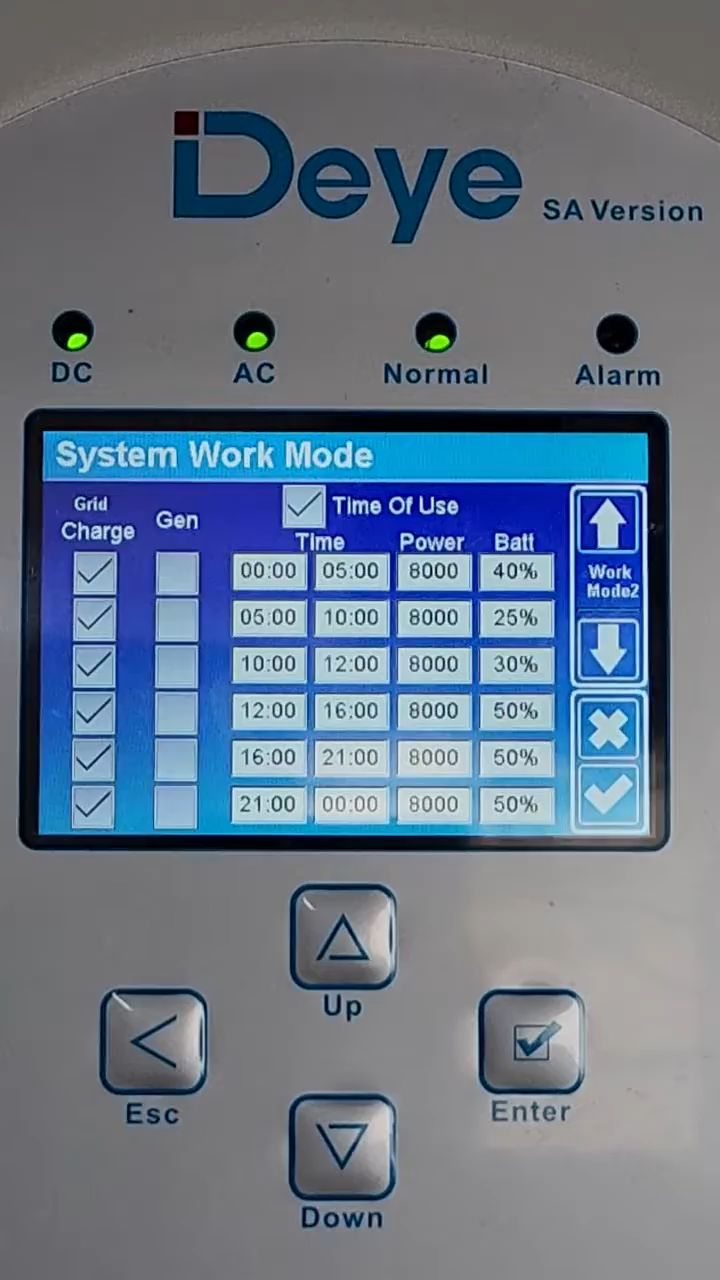 Deye SA Version
DC AC Normal Alarm
System Work Mode
Grid Charge Gen Time Of Use
Time Power Batt
00:00 05:00 8000 40%
05:00 10:00 8000 25%
10:00 12:00 8000 30%
12:00 16:00 8000 50%
16:00 21:00 8000 50%
21:00 00:00 8000 50%
Work
Mode2
Up
Esc Enter
Down